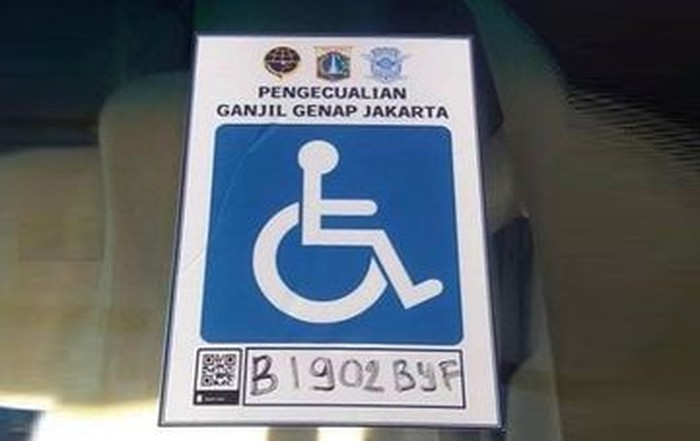 PENGECUALIAN
GANJIL GENAP JAKARTA
B 1902 BYF